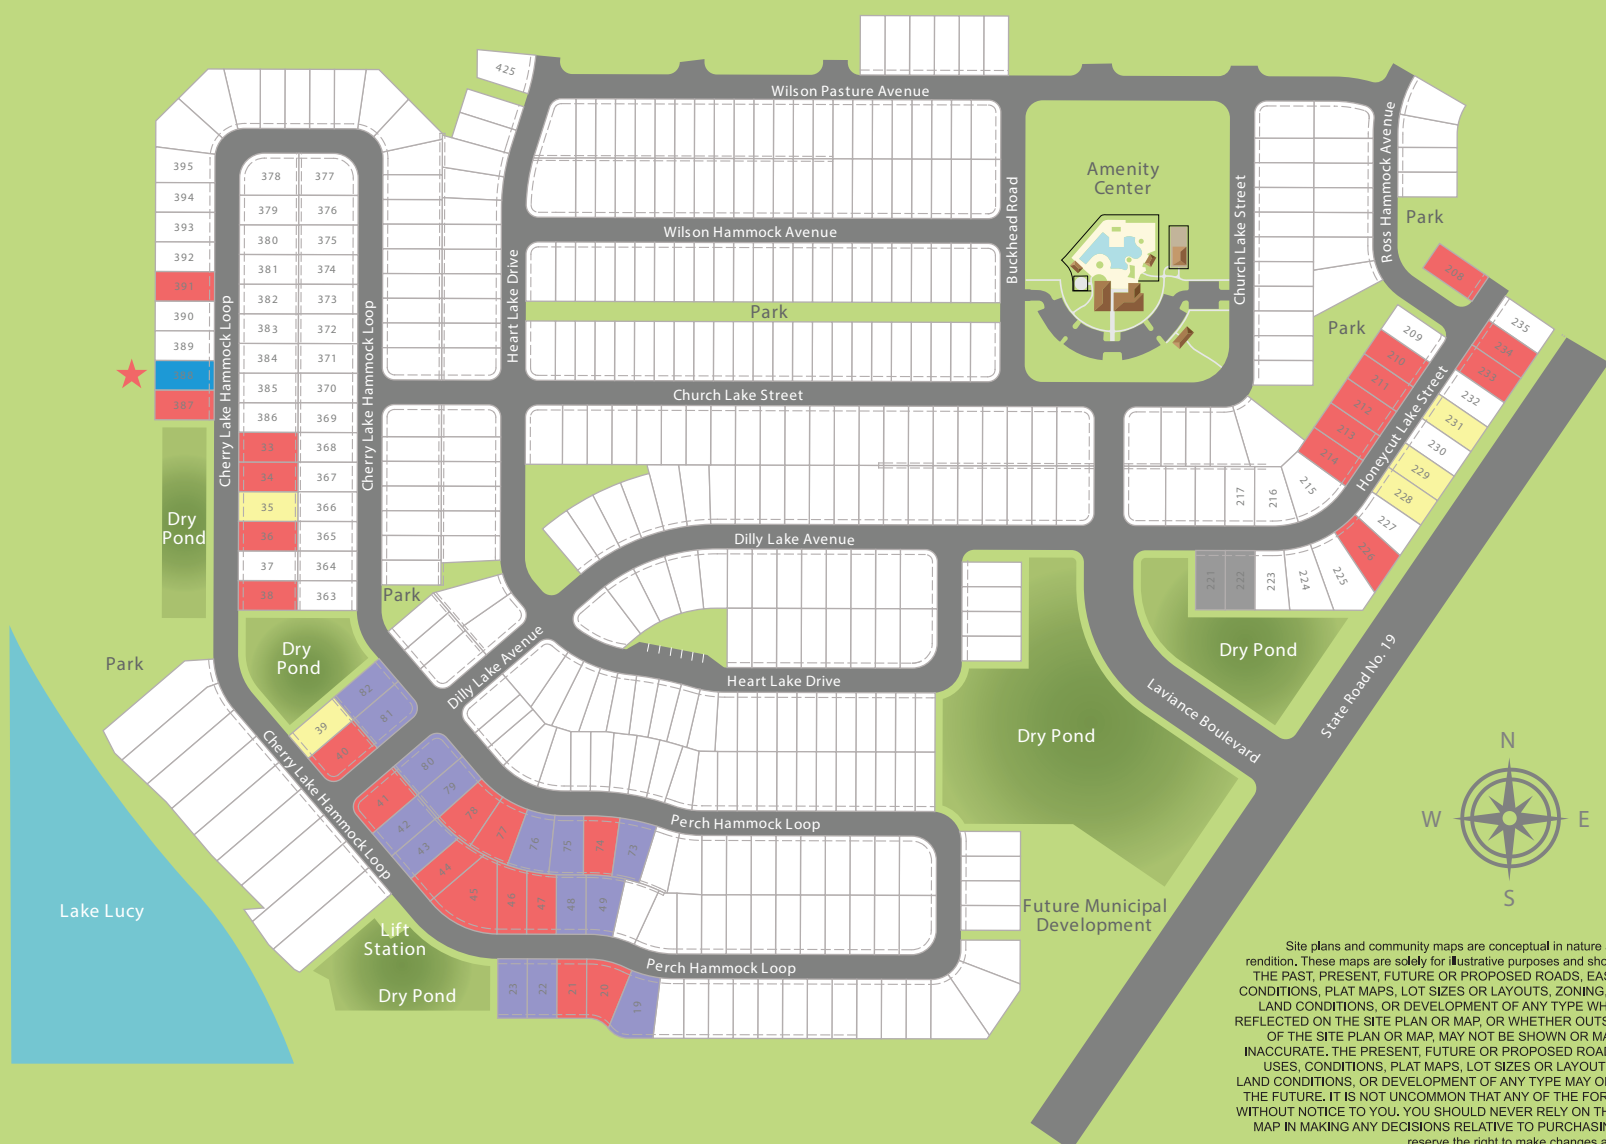 425
Wilson Pasture Avenue
Ross Hammock Avenue
395
394
393
392
391
390
389
387
378
377
379
376
380
375
381
374
382
373
383
372
384
371
385
370
386
369
33
368
34
367
35
366
36
365
37
364
38
363
Cherry Lake Hammock Loop
Cherry Lake Hammock Loop
Heart Lake Drive
Wilson Hammock Avenue
Park
Church Lake Street
Buckhead Road
Amenity
Center
Church Lake Street
Park
Park
208
209
210
211
212
213
214
215
216
217
Honeycut Lake Street
235
234
233
232
231
230
229
228
227
226
225
224
223
222
221
Dry
Pond
Dry
Pond
Park
Park
Dilly Lake Avenue
Dilly Lake Avenue
Heart Lake Drive
Dry Pond
Dry Pond
Laviance Boulevard
State Road No. 19
82
81
39
40
80
79
78
77
76
75
74
73
41
42
43
44
45
46
47
48
49
Cherry Lake Hammock Loop
Perch Hammock Loop
Perch Hammock Loop
23
22
21
20
19
Lake Lucy
Lift
Station
Dry Pond
Future Municipal
Development
N
W
E
S
Site plans and community maps are conceptual in nature
rendition. These maps are solely for illustrative purposes and
THE PAST, PRESENT, FUTURE OR PROPOSED ROADS,
CONDITIONS, PLAT MAPS, LOT SIZES OR LAYOUTS, ZONING,
LAND CONDITIONS, OR DEVELOPMENT OF ANY TYPE
REFLECTED ON THE SITE PLAN OR MAP, OR WHETHER
OF THE SITE PLAN OR MAP, MAY NOT BE SHOWN OR
INACCURATE. THE PRESENT, FUTURE OR PROPOSED
USES, CONDITIONS, PLAT MAPS, LOT SIZES OR
LAND CONDITIONS, OR DEVELOPMENT OF ANY TYPE MAY
THE FUTURE. IT IS NOT UNCOMMON THAT ANY OF THE
WITHOUT NOTICE TO YOU. YOU SHOULD NEVER RELY ON
MAP IN MAKING ANY DECISIONS RELATIVE TO
reserve the right to make changes